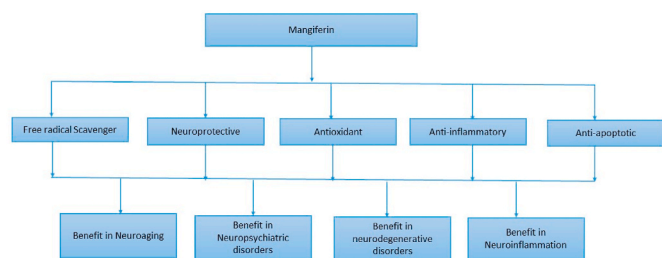 Mangiferin
Free radical Scavenger
Neuroprotective
Antioxidant
Anti-inflammatory
Anti-apoptotic
Benefit in Neuroaging
Benefit in
Neuropsychiatric
disorders
Benefit in
neurodegenerative
disorders
Benefit in
Neuroinflammation